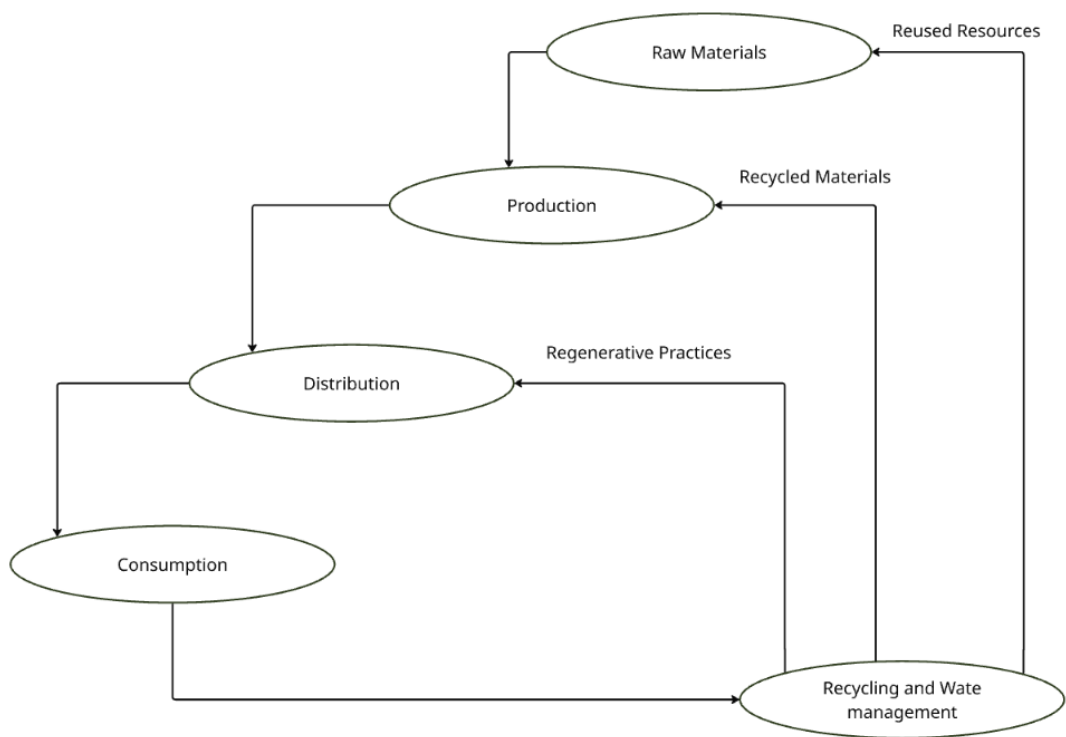 Reused Resources
Raw Materials
Recycled Materials
Production
Regenerative Practices
Distribution
Consumption
Recycling and Wate
management